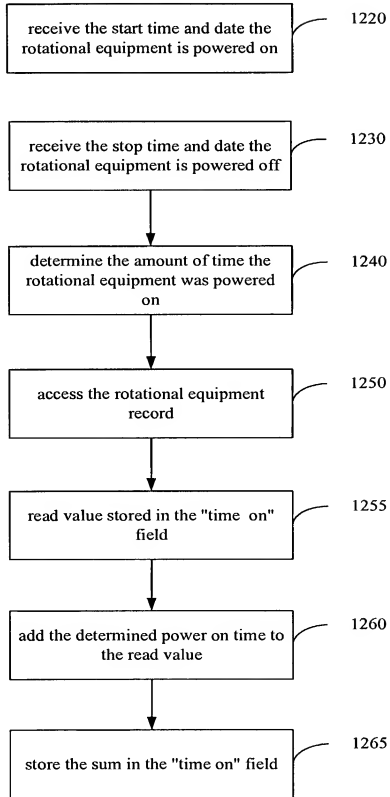 receive the start time and date the
rotational equipment is powered on
1220
receive the stop time and date the
rotational equipment is powered off
1230
determine the amount of time the
rotational equipment was powered
on
1240
access the rotational equipment
record
1250
read value stored in the "time on"
field
1255
add the determined power on time to
the read value
1260
store the sum in the "time on" field
1265